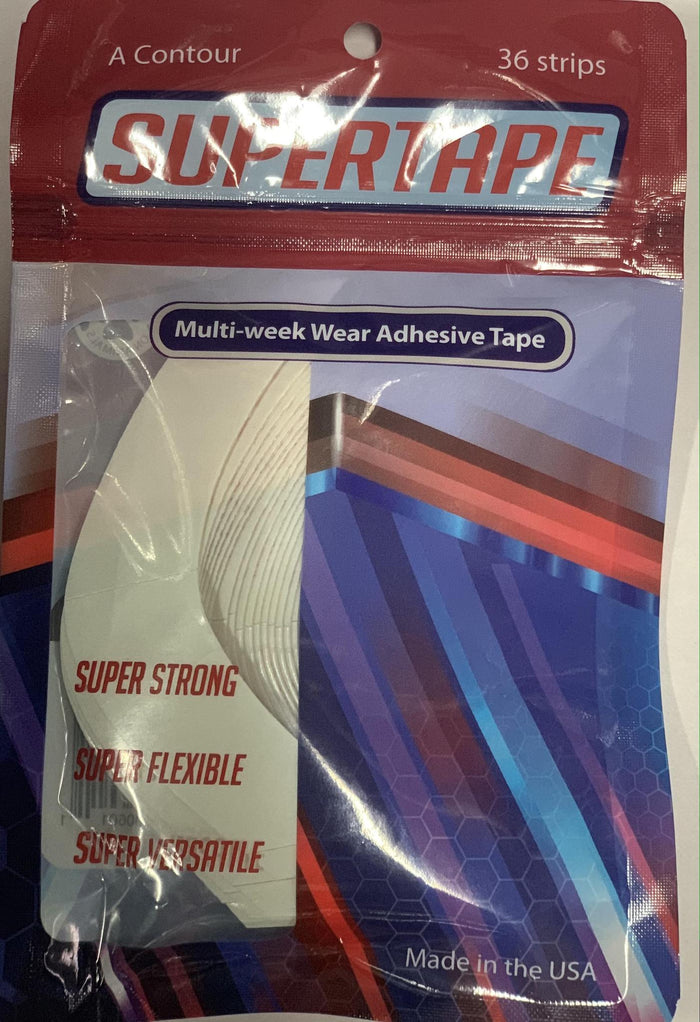 A Contour
36 strips
SUPERTAPE
Multi-week Wear Adhesive Tape
SUPER STRONG
SUPER FLEXIBLE
SUPER VERSATILE
Made in the USA